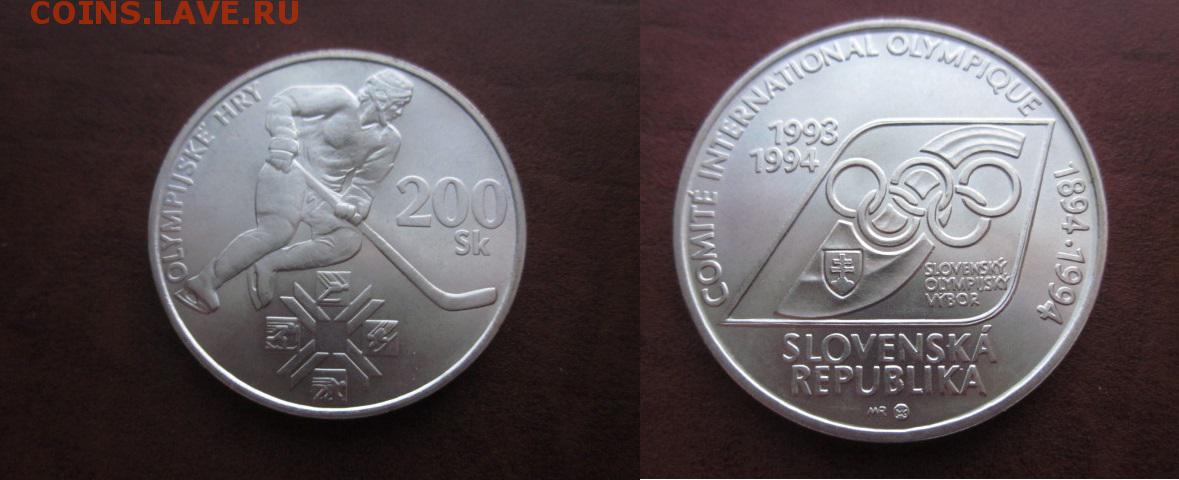 COINS.LAVE.RU
OLYMPIJSKÉ HRY
200
Sk
COMITÉ INTERNATIONAL OLYMPIQUE
1894·1994
1993
1994
SLOVENSKÝ
OLYMPIJSKÝ
VÝBOR
SLOVENSKÁ
REPUBLIKA
MR